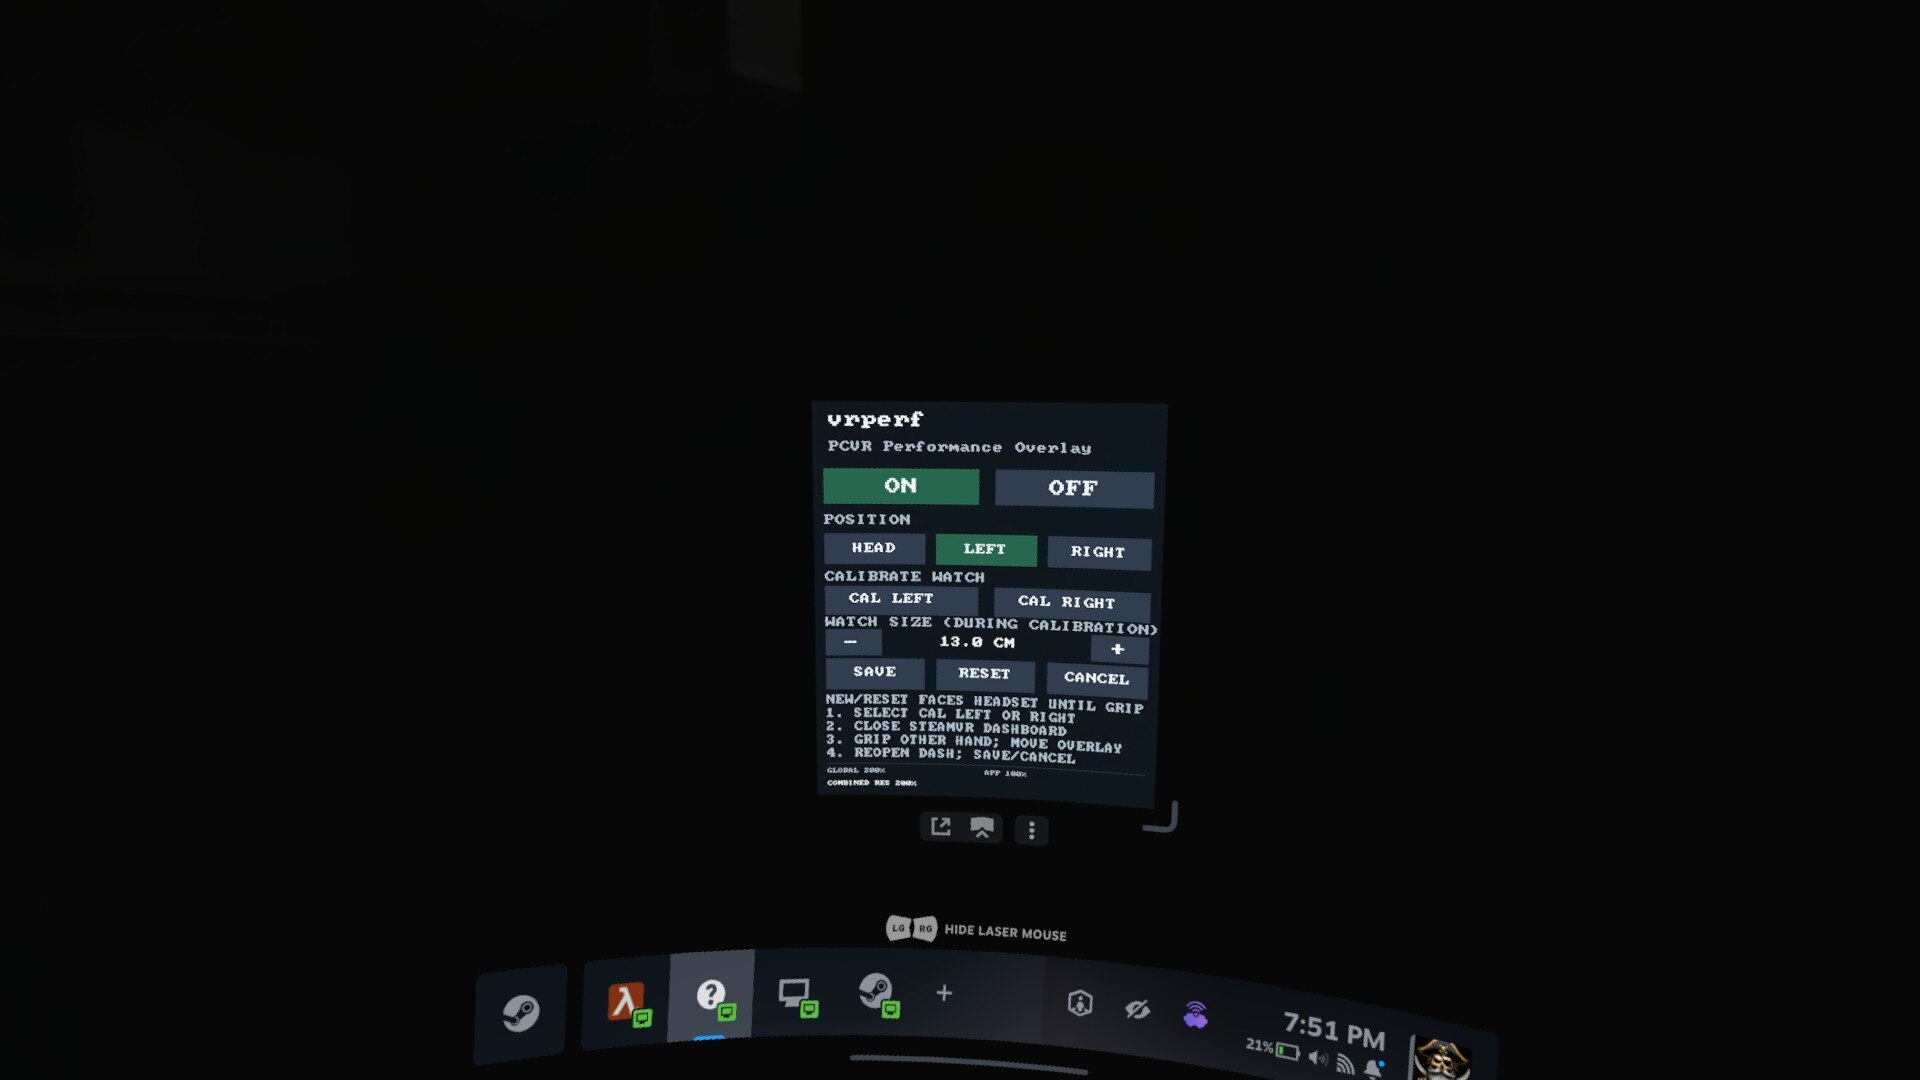 vrperf
PCVR Performance Overlay
ON OFF
POSITION
HEAD LEFT RIGHT
CALIBRATE WATCH
CAL LEFT CAL RIGHT
WATCH SIZE (DURING CALIBRATION)
− 13.0 CM +
SAVE RESET CANCEL
NEW/RESET FACES HEADSET UNTIL GRIP
1. SELECT CAL LEFT OR RIGHT
2. CLOSE STEAMVR DASHBOARD
3. GRIP OTHER HAND; MOVE OVERLAY
4. REOPEN DASH; SAVE/CANCEL
GLOBAL 200% APP 100%
COMBINED RES 200%
LG RG HIDE LASER MOUSE
7:51 PM
21%